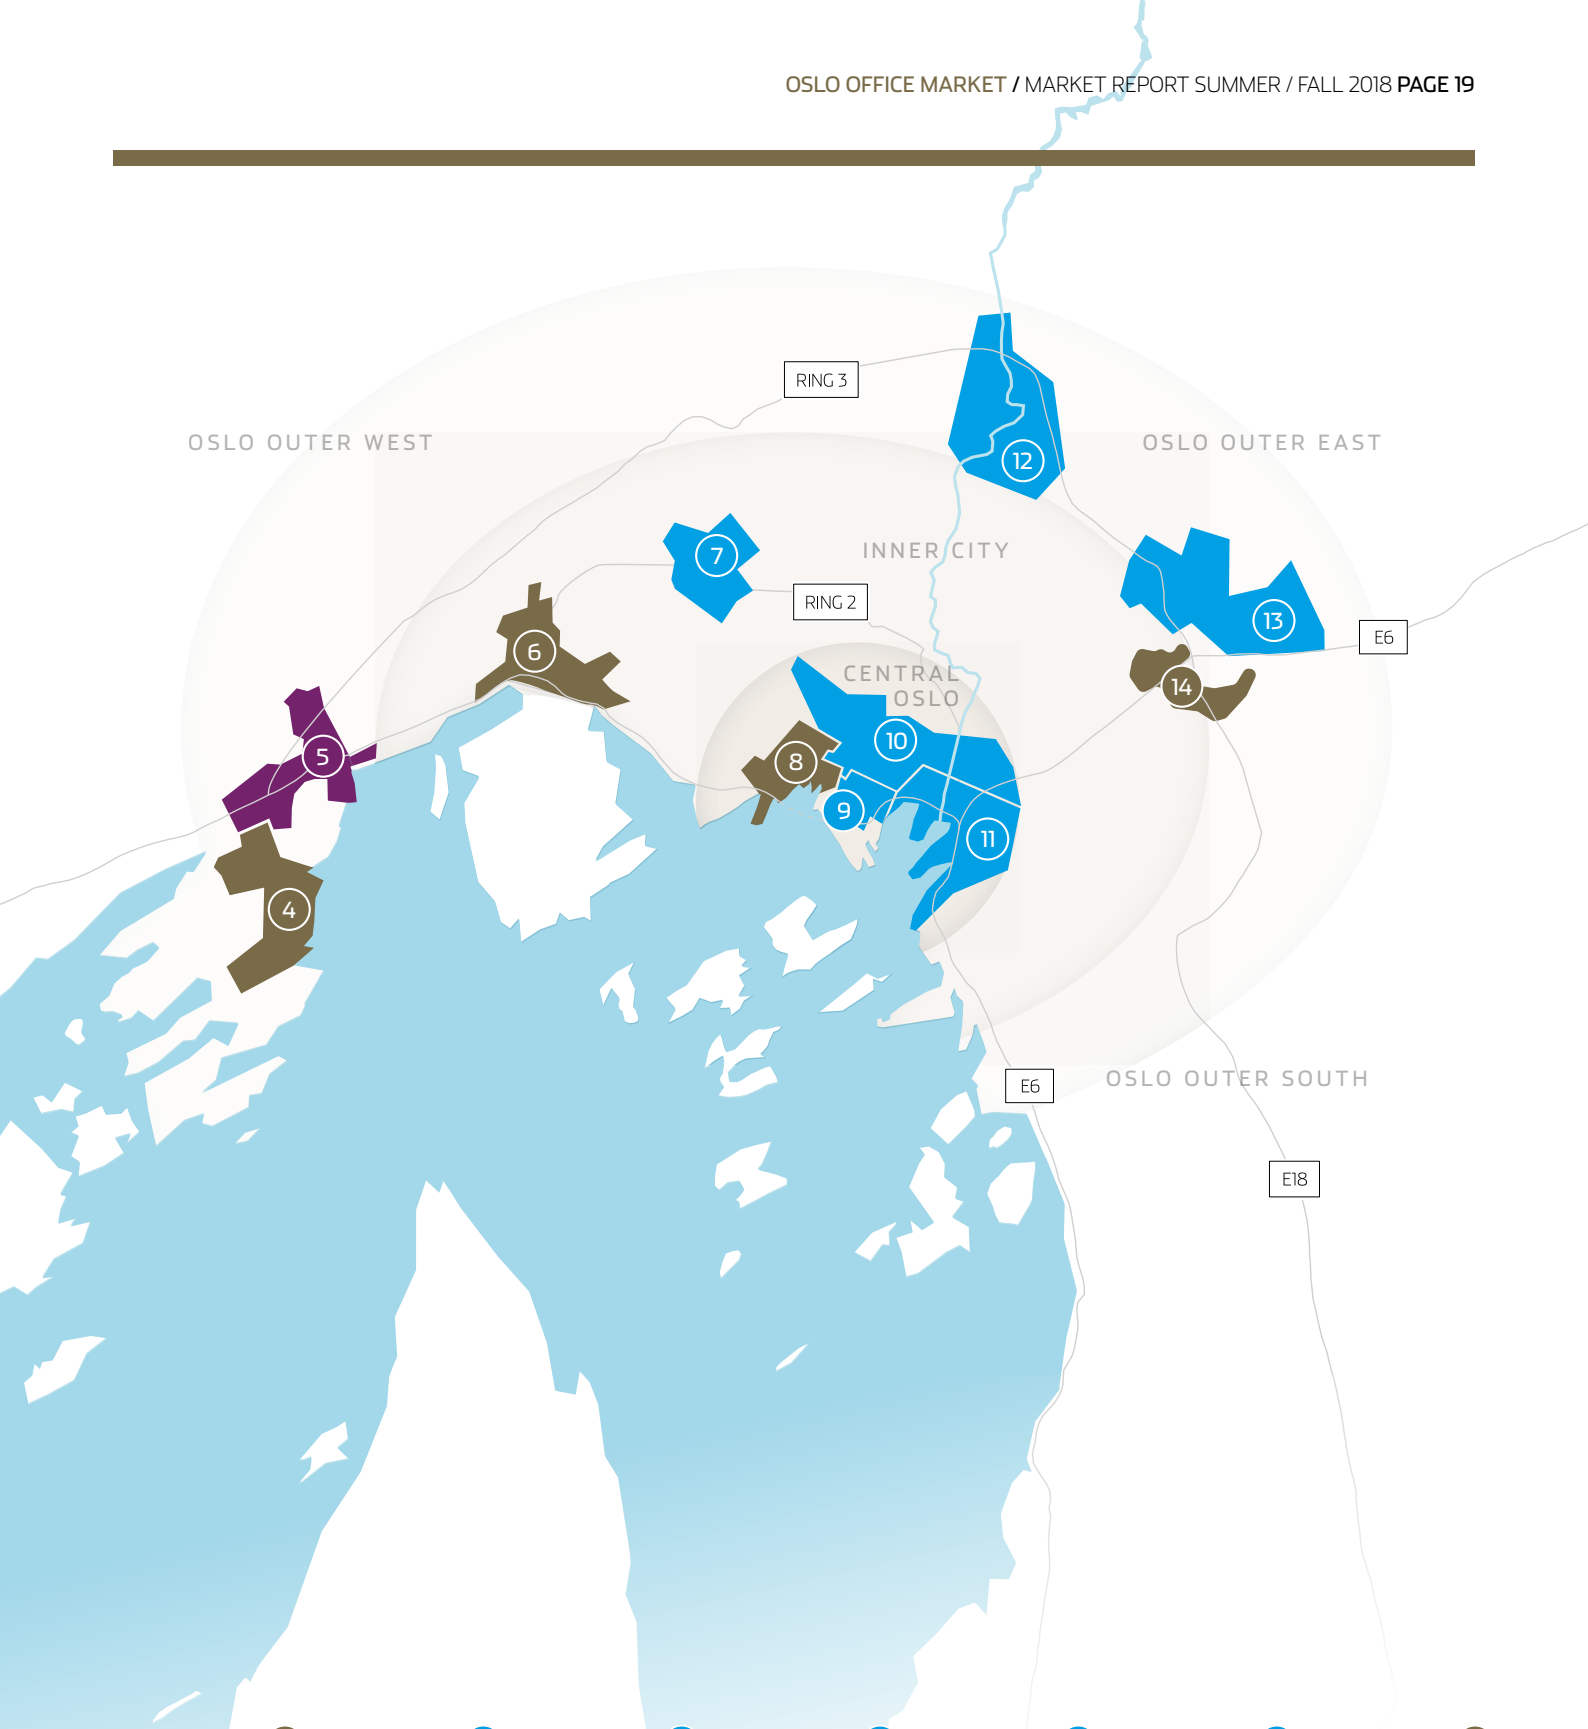 OSLO OFFICE MARKET / MARKET REPORT SUMMER / FALL 2018 PAGE 19
RING 3
OSLO OUTER WEST
OSLO OUTER EAST
12
INNER CITY
7
RING 2
13
E6
6
CENTRAL
OSLO
14
10
5
8
9
11
4
OSLO OUTER SOUTH
E6
E18